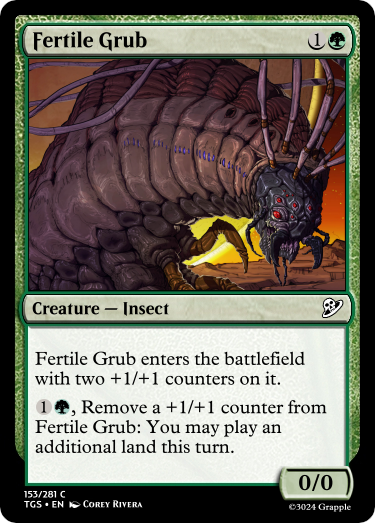 Fertile Grub 1
Creature — Insect
Fertile Grub enters the battlefield
with two +1/+1 counters on it.
1, Remove a +1/+1 counter from
Fertile Grub: You may play an
additional land this turn.
0/0
153/281 C
TGS • EN Corey Rivera
©3024 Grapple